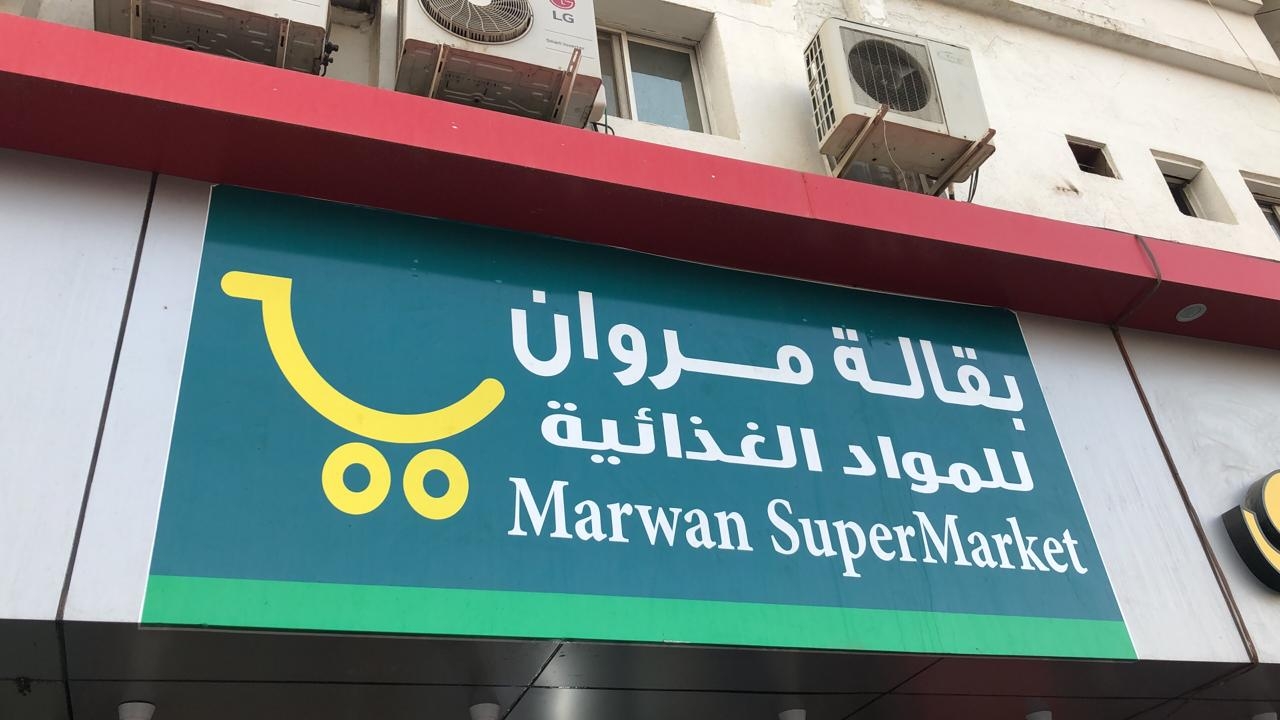 LG
بقالة مروان
للمواد الغذائية
Marwan SuperMarket